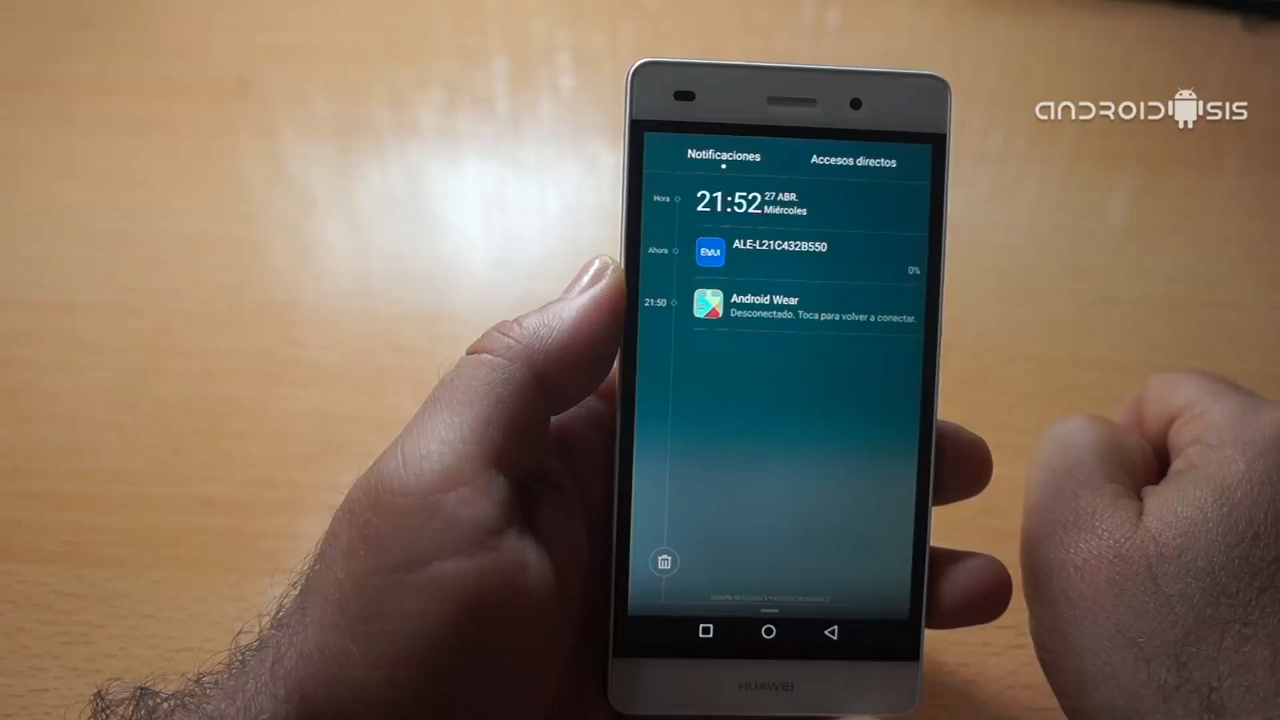 ANDROIDSIS
Notificaciones
Accesos directos
Hora
21:52
27 ABR.
Miércoles
Ahora
EMUI
ALE-L21C432B550
0%
21:50
Android Wear
Desconectado. Toca para volver a conectar.
HUAWEI